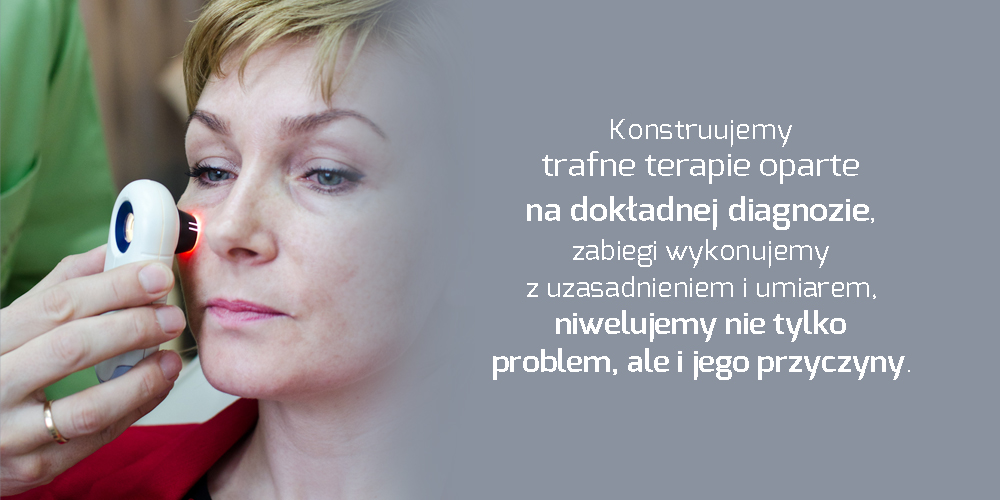 Konstruujemy
trafne terapie oparte
na dokładnej diagnozie,
zabiegi wykonujemy
z uzasadnieniem i umiarem,
niwelujemy nie tylko
problem, ale i jego przyczyny.